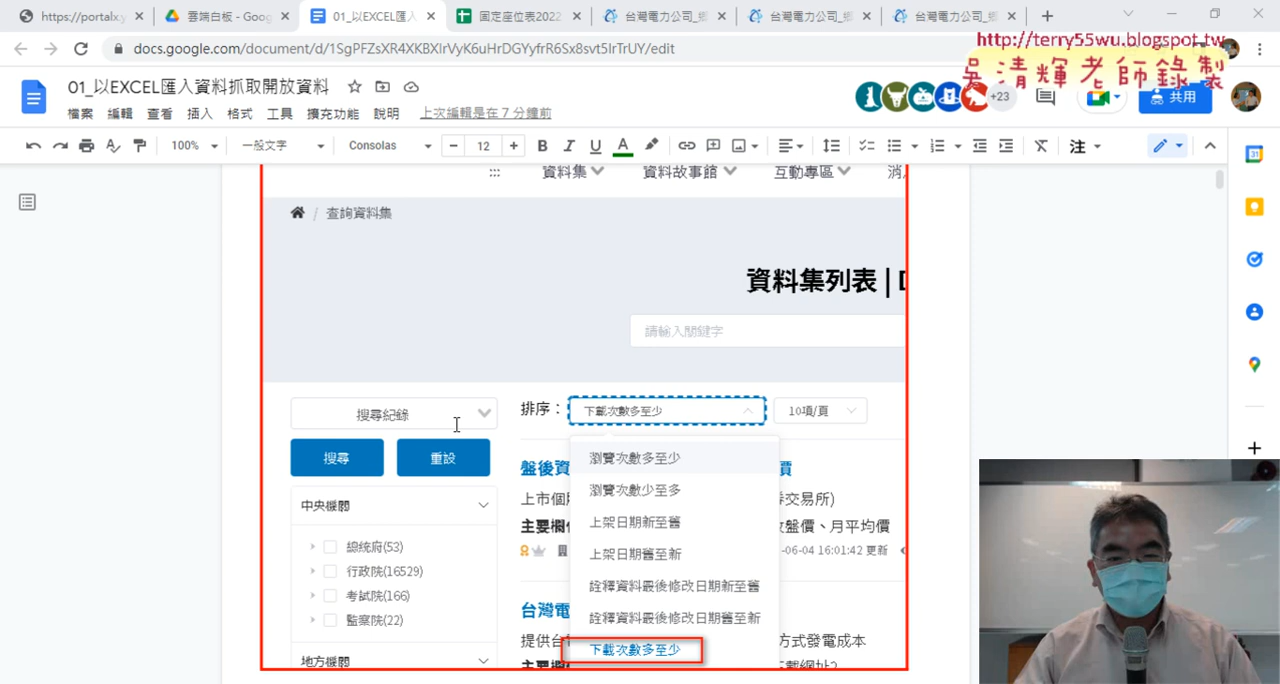 https://portalx.y
雲端白板 - Goog
01_以EXCEL匯入
固定座位表2022
台灣電力公司_
台灣電力公司_
台灣電力公司_
docs.google.com/document/d/1SgPFZsXR4XKBXlrVyK6uHrDGYyfrR6Sx8svt5IrTrUY/edit
http://terry55wu.blogspot.tw
吳清輝老師錄製
01_以EXCEL匯入資料抓取開放資料
+23
共用
檔案 編輯 查看 插入 格式 工具 擴充功能 說明 上次編輯是在 7 分鐘前
100% 一般文字 Consolas − 12 + B I U A 注
31
::: 資料集 資料故事館 互動專區
/ 查詢資料集
資料集列表 |
請輸入關鍵字
搜尋紀錄 排序： 下載次數多至少 10項/頁
搜尋 重設
瀏覽次數多至少
瀏覽次數少至多
上架日期新至舊
上架日期舊至新
詮釋資料最後修改日期新至舊
詮釋資料最後修改日期舊至新
下載次數多至少
盤後資 價
上市個 券交易所)
主要欄 收盤價、月平均價
-06-04 16:01:42 更新
中央機關
總統府(53)
行政院(16529)
考試院(166)
監察院(22)
地方機關
台灣電
提供台 方式發電成本